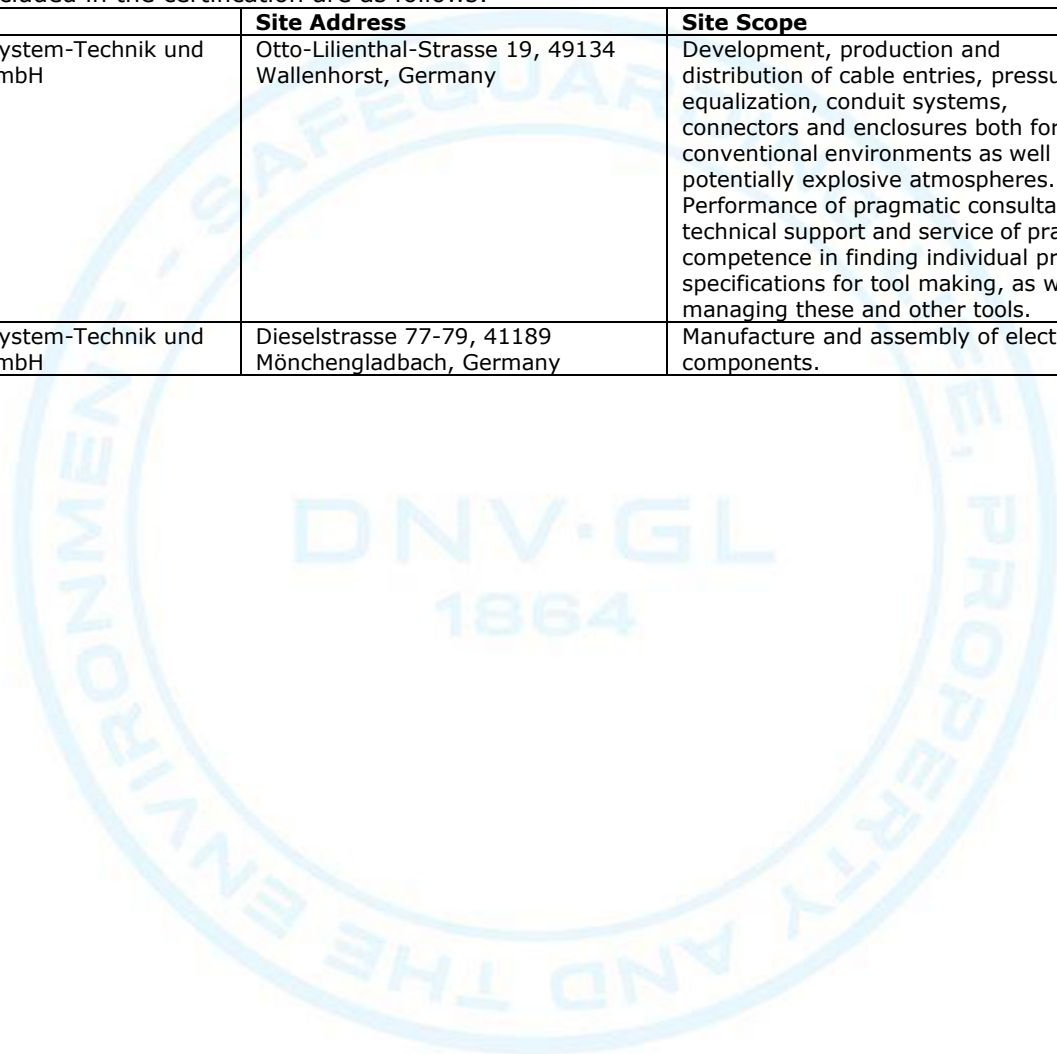 cluded in the certification are as follows:
Site Address Site Scope
ystem-Technik und Otto-Lilienthal-Strasse 19, 49134 Development, production and
mbH Wallenhorst, Germany distribution of cable entries, pressu
equalization, conduit systems,
connectors and enclosures both for
conventional environments as well
potentially explosive atmospheres.
Performance of pragmatic consulta
technical support and service of pra
competence in finding individual pr
specifications for tool making, as w
managing these and other tools.
ystem-Technik und Dieselstrasse 77-79, 41189 Manufacture and assembly of elect
mbH Mönchengladbach, Germany components.
DNV·GL
1864
PROPERTY AND THE ENVIRONMEN